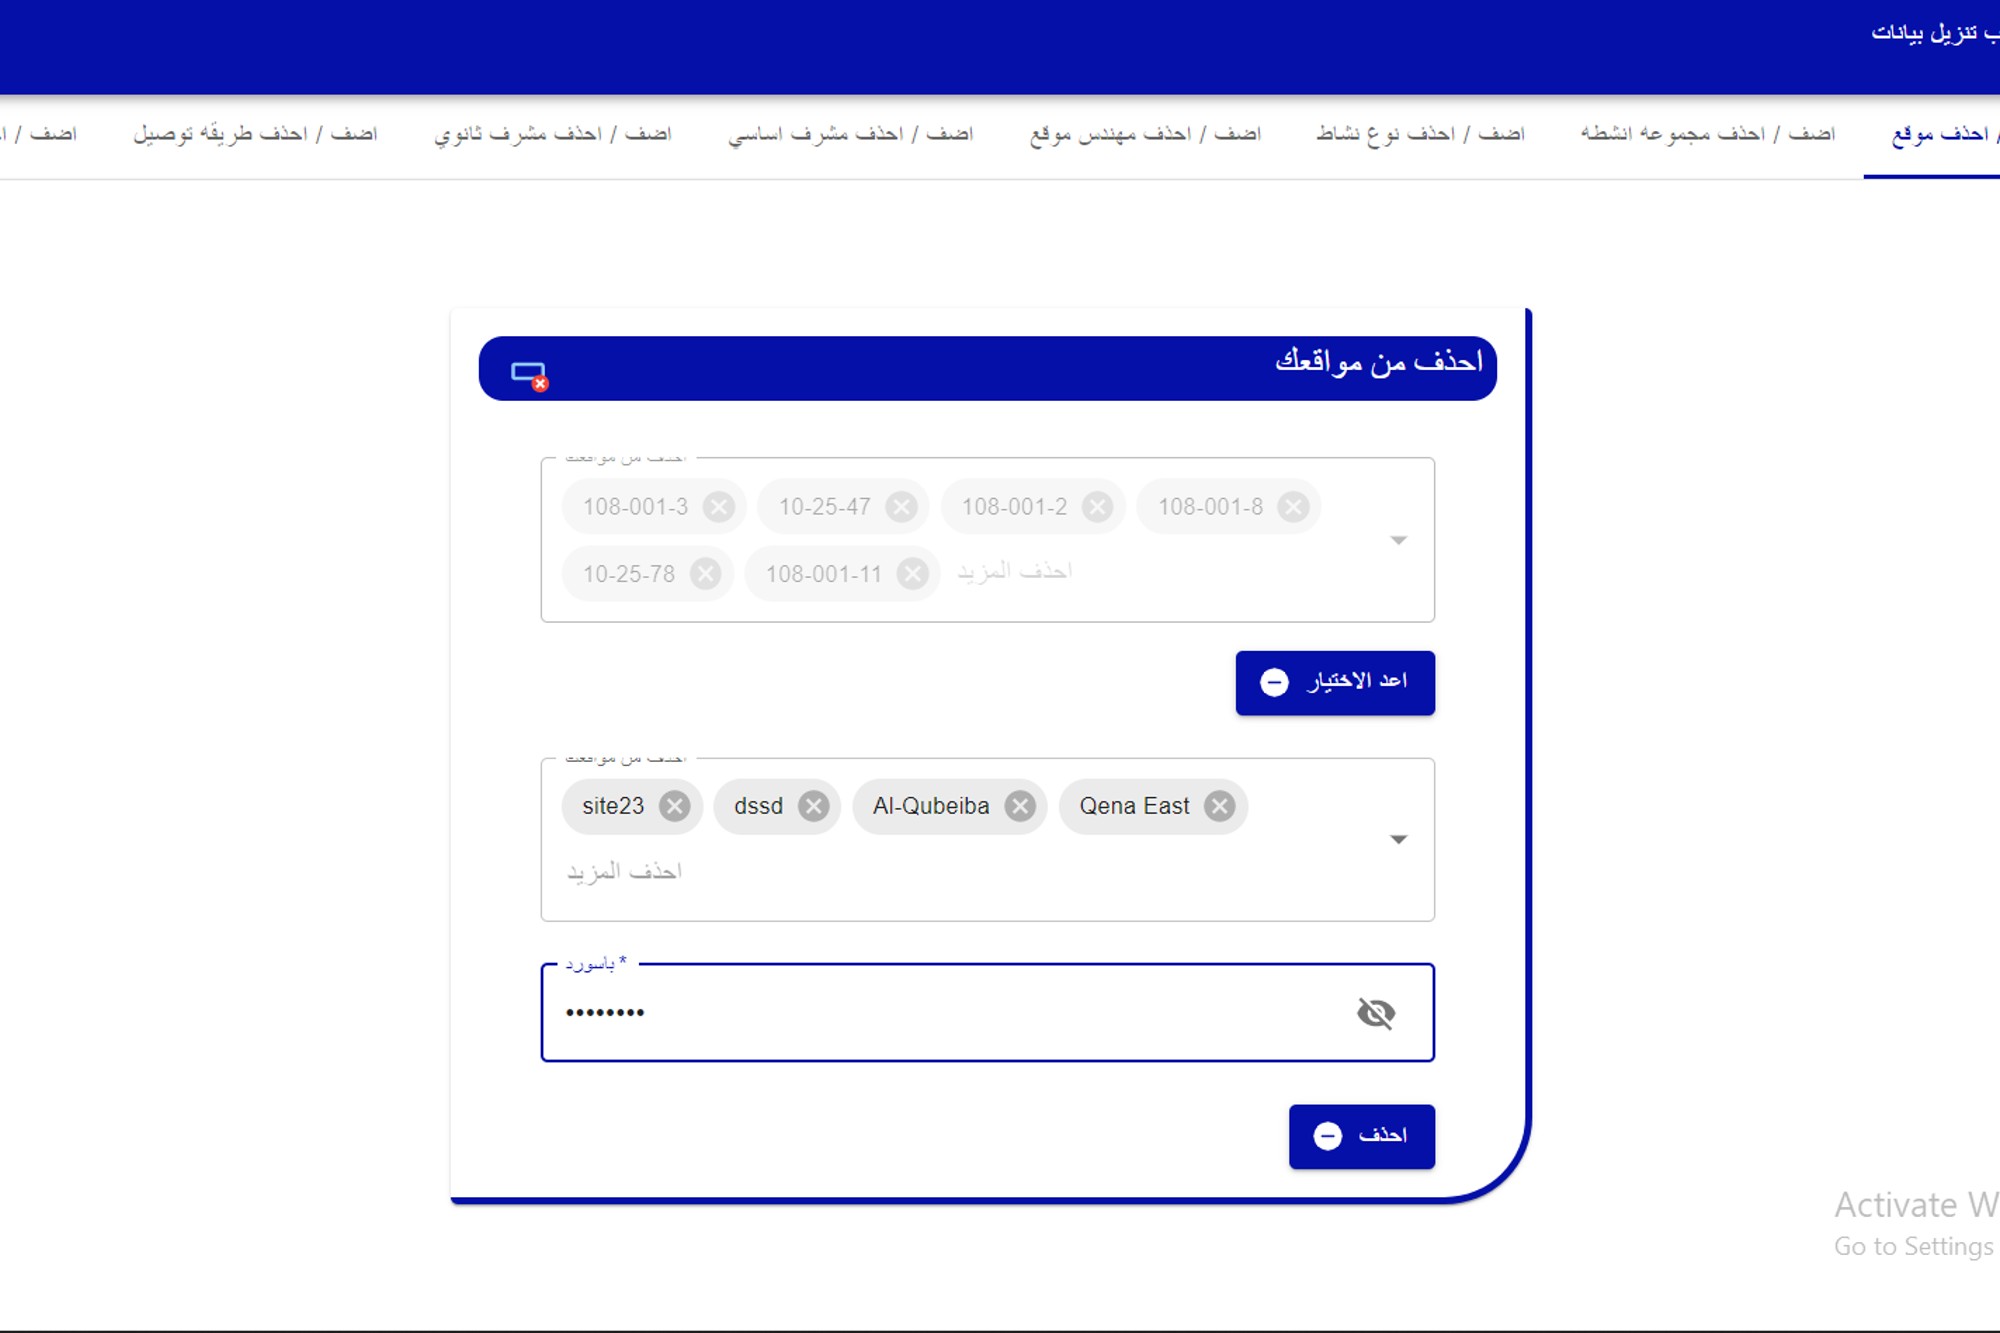 تنزيل بيانات
/ احذف موقع
اضف / احذف مجموعه انشطه
اضف / احذف نوع نشاط
اضف / احذف مهندس موقع
اضف / احذف مشرف اساسي
اضف / احذف مشرف ثانوي
اضف / احذف طريقه توصيل
اضف /
احذف من مواقعك
احذف من مواقعك
108-001-3 10-25-47 108-001-2 108-001-8
10-25-78 108-001-11 احذف المزيد
اعد الاختيار
احذف من مواقعك
site23 dssd Al-Qubeiba Qena East
احذف المزيد
باسورد *
احذف
Activate W
Go to Settings